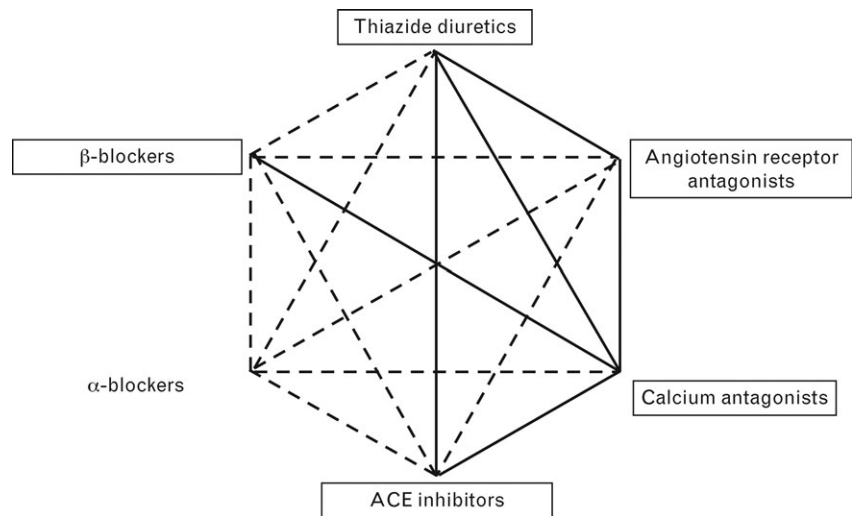 Thiazide diuretics
β-blockers
Angiotensin receptor
antagonists
α-blockers
Calcium antagonists
ACE inhibitors